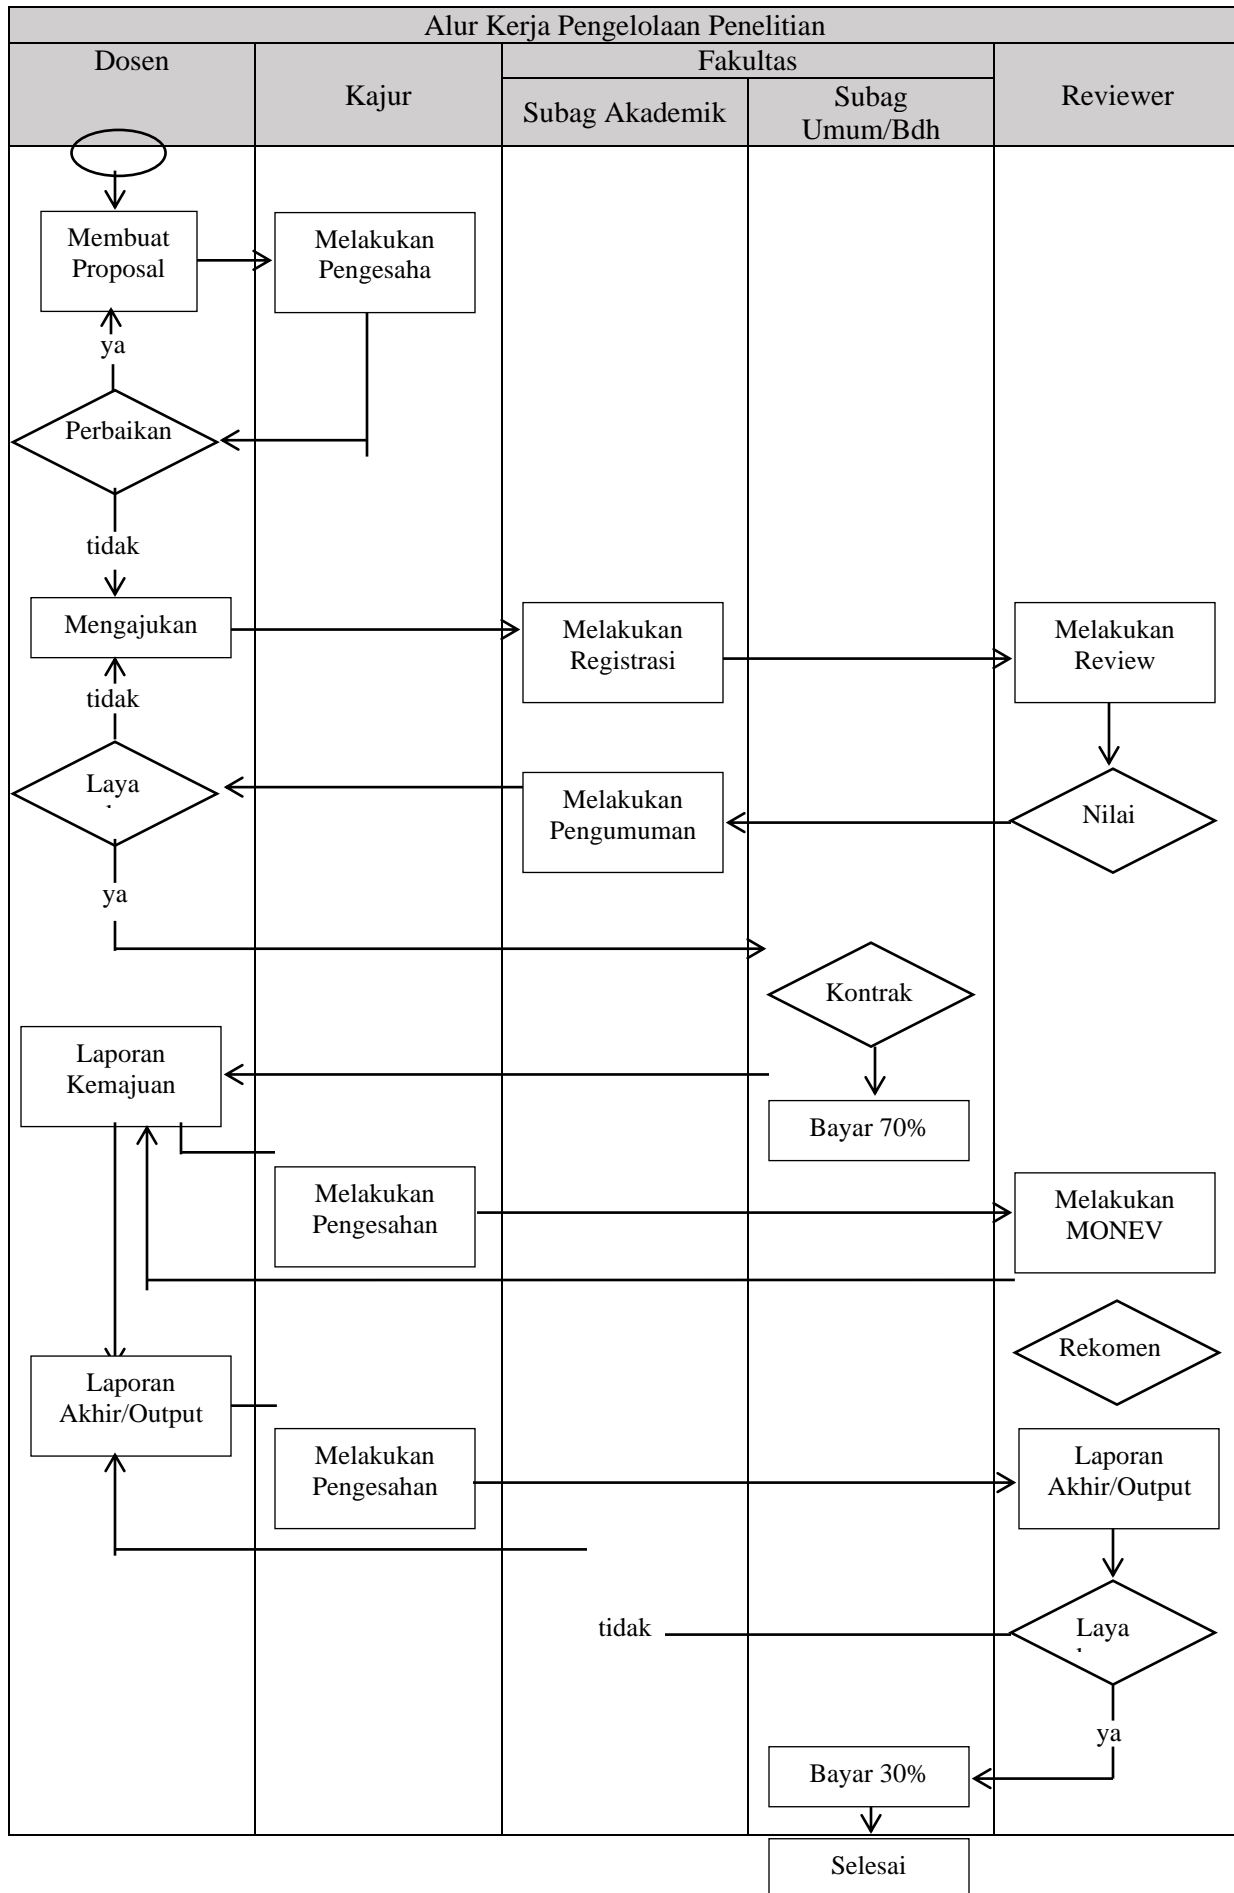 Alur Kerja Pengelolaan Penelitian
Dosen
Kajur
Fakultas
Subag Akademik
Subag
Umum/Bdh
Reviewer
Membuat
Proposal
Melakukan
Pengesaha
ya
Perbaikan
tidak
Mengajukan
Melakukan
Registrasi
Melakukan
Review
tidak
Laya
Melakukan
Pengumuman
Nilai
ya
Kontrak
Laporan
Kemajuan
Bayar 70%
Melakukan
Pengesahan
Melakukan
MONEV
Rekomen
Laporan
Akhir/Output
Melakukan
Pengesahan
Laporan
Akhir/Output
tidak
Laya
ya
Bayar 30%
Selesai